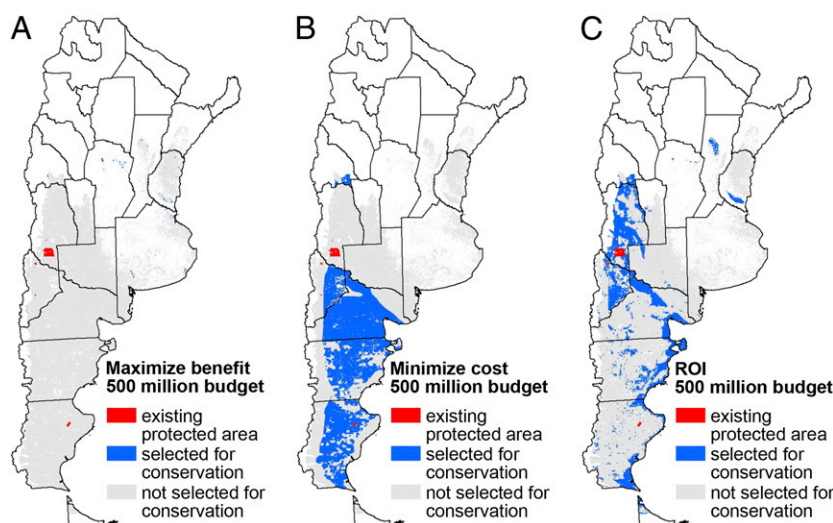 A
Maximize benefit
500 million budget
existing
protected area
selected for
conservation
not selected for
conservation
B
Minimize cost
500 million budget
existing
protected area
selected for
conservation
not selected for
conservation
C
ROI
500 million budget
existing
protected area
selected for
conservation
not selected for
conservation